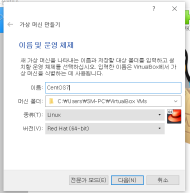 가상 머신 만들기
이름 및 운영 체제
새 가상 머신을 나타내는 이름과 저장할 대상 폴더를 입력하고 설치할 운영 체제를 선택하십시오. 입력한 이름은 VirtualBox에서 가상 머신을 식별하는 데 사용됩니다.
이름: CentOS7
머신 폴더: C:\Users\SM-PC\VirtualBox VMs
종류(T): Linux
버전(V): Red Hat (64-bit)
전문가 모드(E) 다음(N) 취소